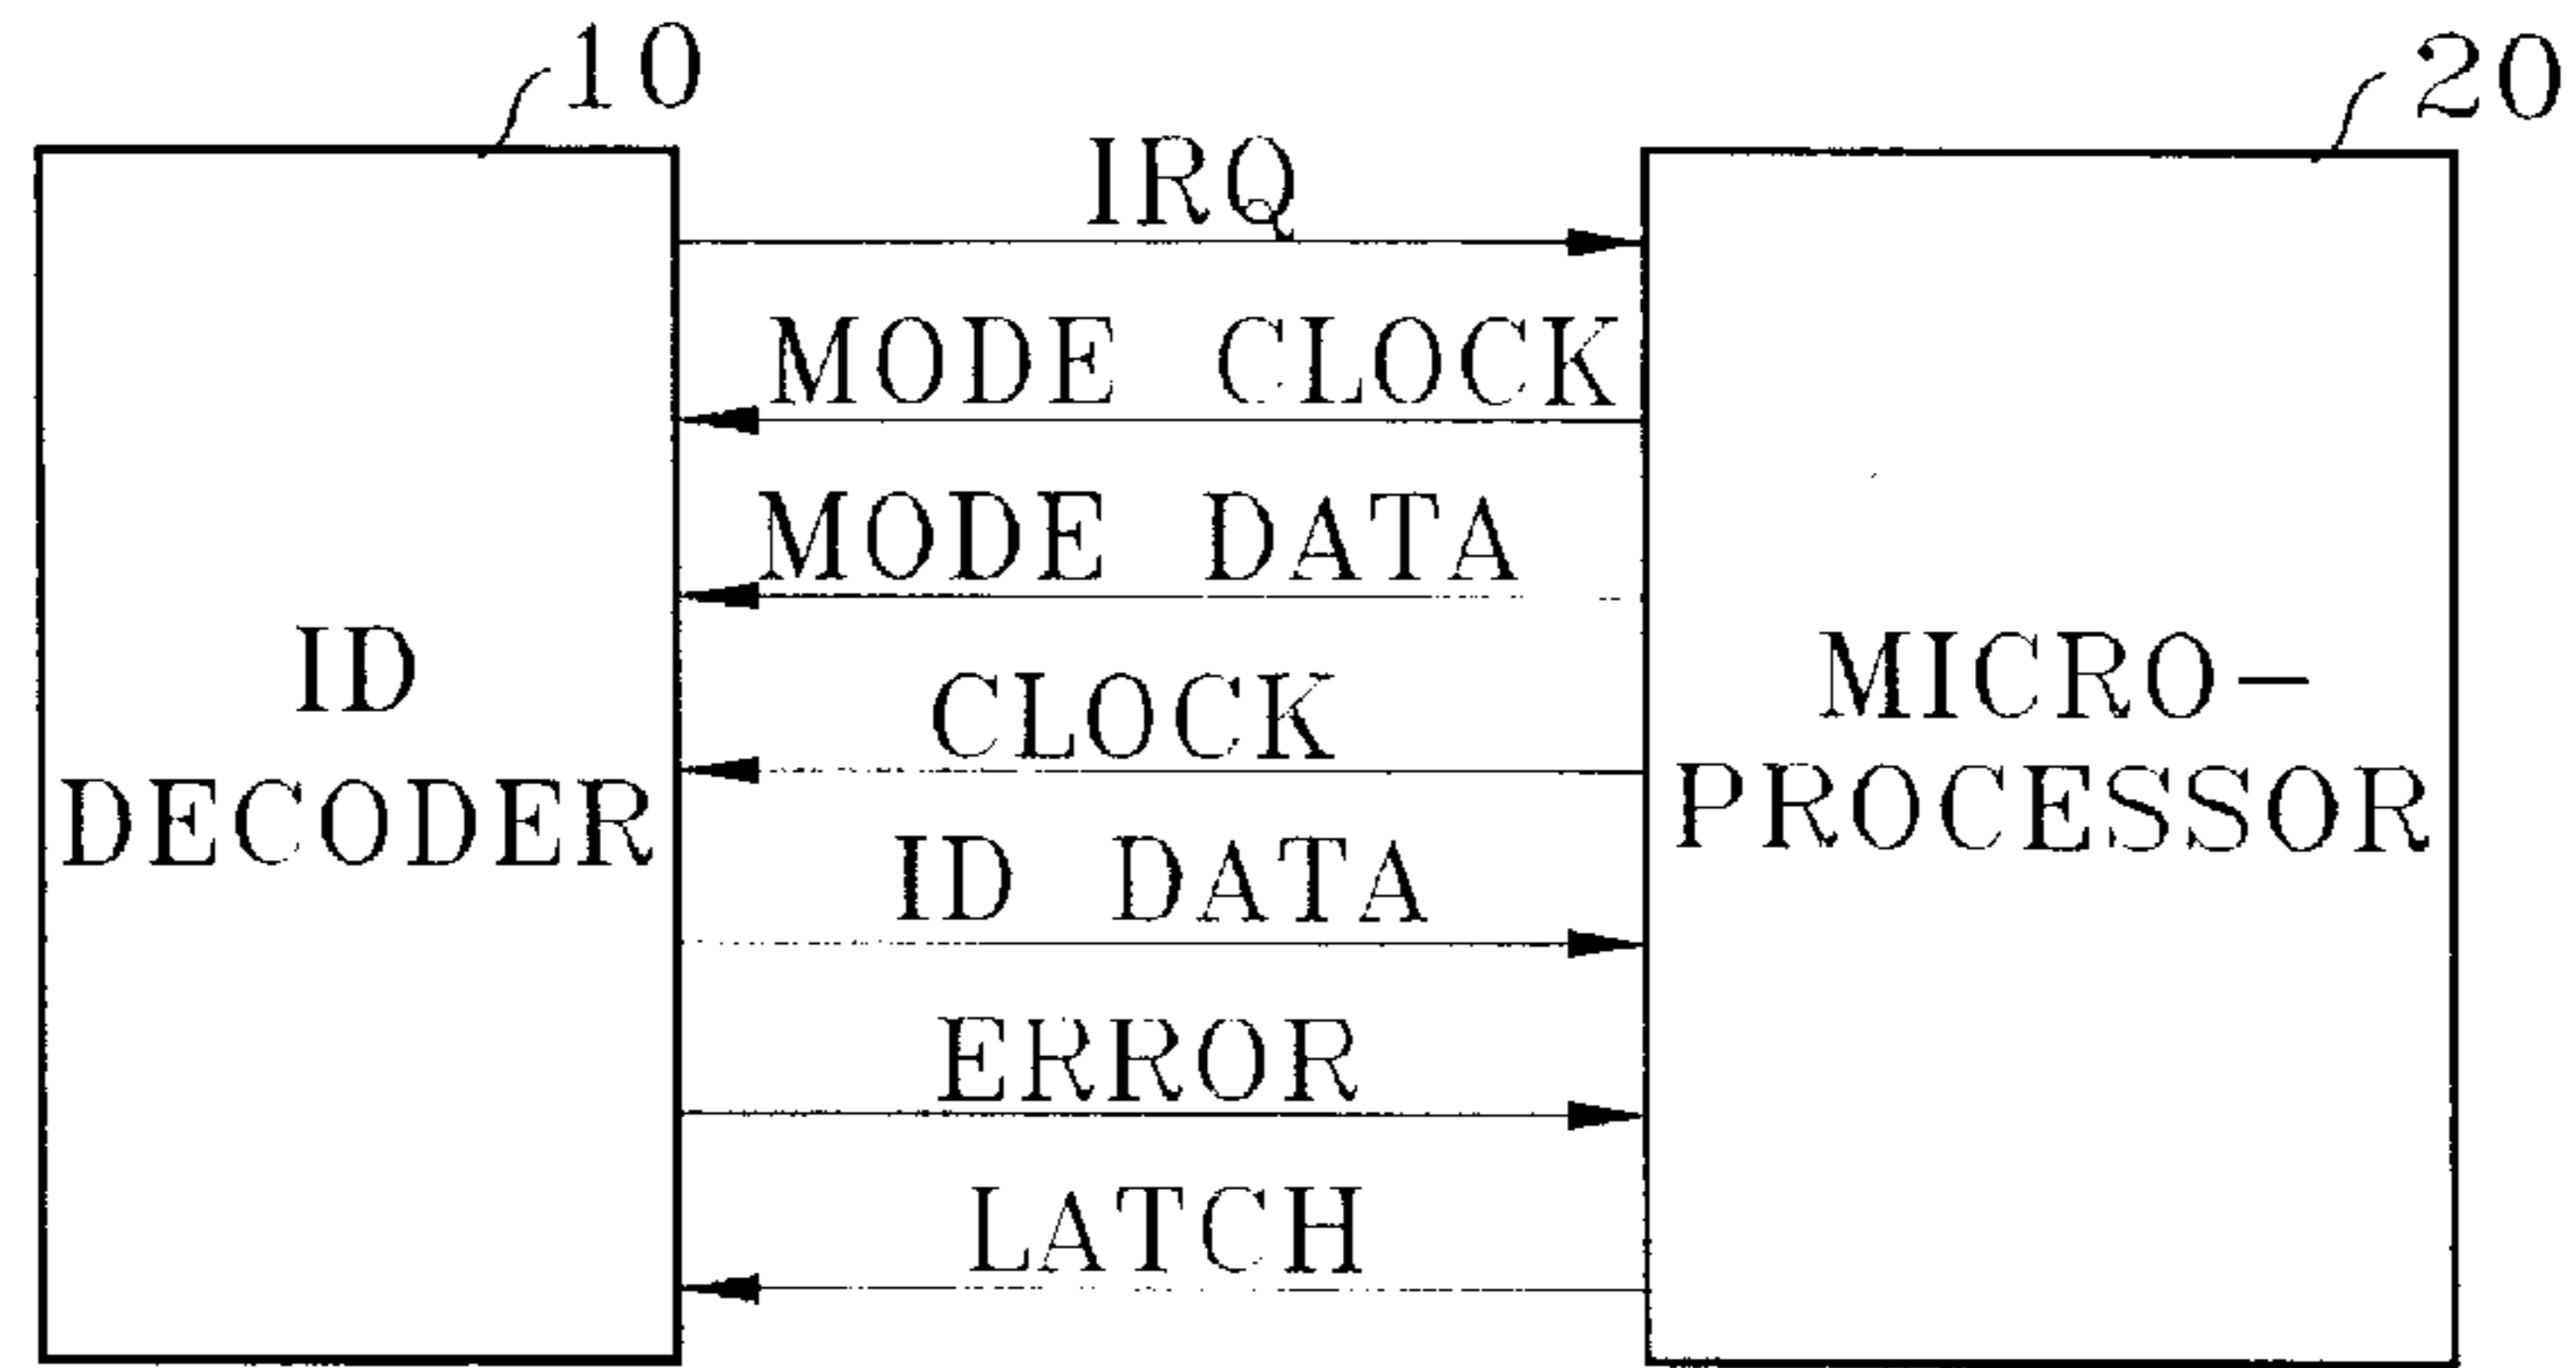 10
20
IRQ
MODE CLOCK
MODE DATA
CLOCK
ID DATA
ERROR
LATCH
ID
DECODER
MICRO-
PROCESSOR